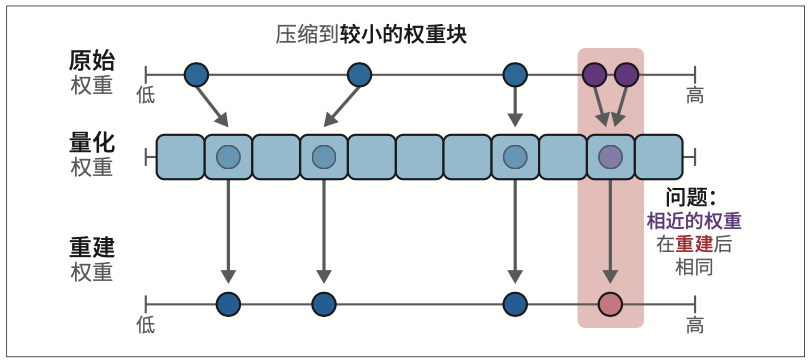 压缩到较小的权重块
原始
权重
低
高
量化
权重
问题：
相近的权重
在重建后
相同
重建
权重
低
高